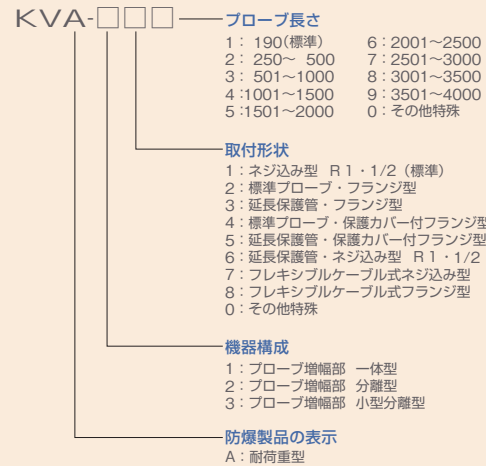 KVA-□□□
プローブ長さ
1：190(標準)　6：2001～2500
2：250～ 500　7：2501～3000
3：501～1000　8：3001～3500
4：1001～1500　9：3501～4000
5：1501～2000　0：その他特殊
取付形状
1：ネジ込み型 R1・1/2（標準）
2：標準プローブ・フランジ型
3：延長保護管・フランジ型
4：標準プローブ・保護カバー付フランジ型
5：延長保護管・保護カバー付フランジ型
6：延長保護管・ネジ込み型 R1・1/2
7：フレキシブルケーブル式ネジ込み型
8：フレキシブルケーブル式フランジ型
0：その他特殊
機器構成
1：プローブ増幅部 一体型
2：プローブ増幅部 分離型
3：プローブ増幅部 小型分離型
防爆製品の表示
A：耐荷重型